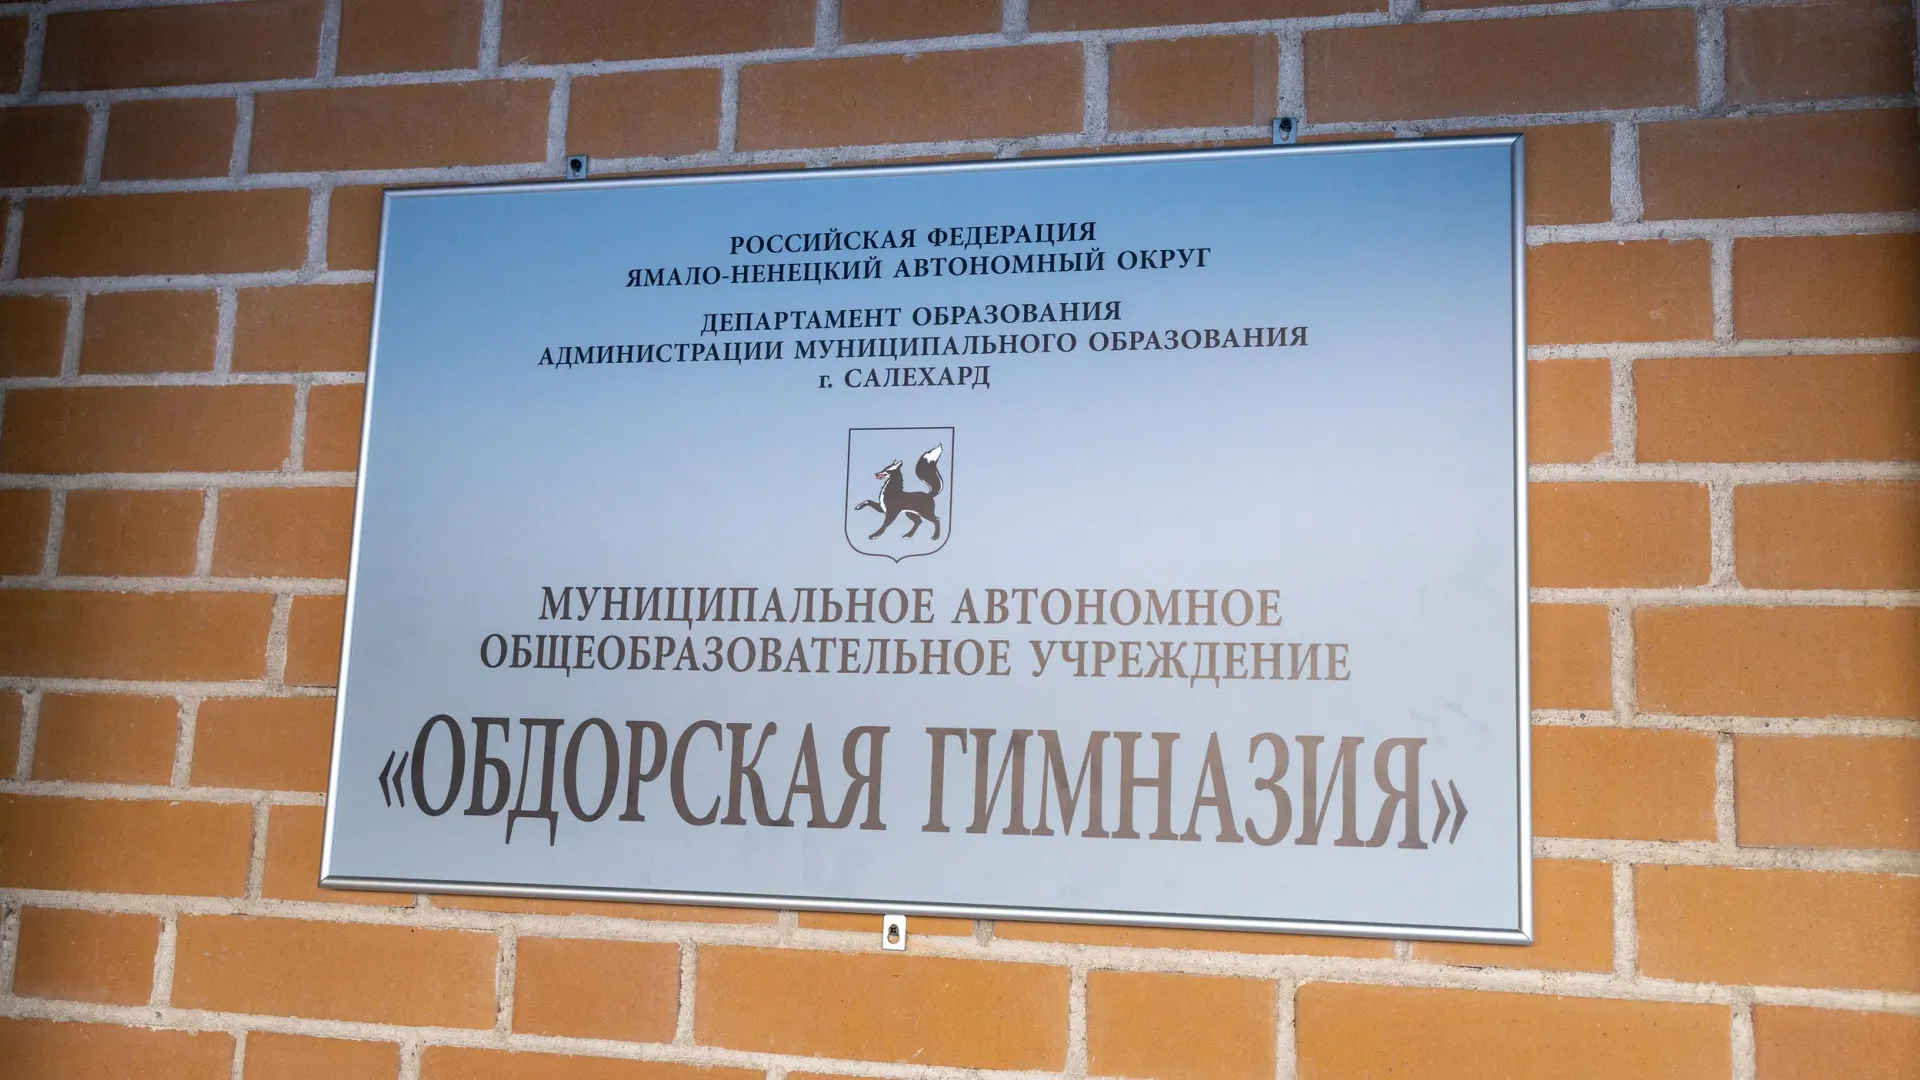 РОССИЙСКАЯ ФЕДЕРАЦИЯ
ЯМАЛО-НЕНЕЦКИЙ АВТОНОМНЫЙ ОКРУГ
ДЕПАРТАМЕНТ ОБРАЗОВАНИЯ
АДМИНИСТРАЦИИ МУНИЦИПАЛЬНОГО ОБРАЗОВАНИЯ
г. САЛЕХАРД
МУНИЦИПАЛЬНОЕ АВТОНОМНОЕ
ОБЩЕОБРАЗОВАТЕЛЬНОЕ УЧРЕЖДЕНИЕ
«ОБДОРСКАЯ ГИМНАЗИЯ»